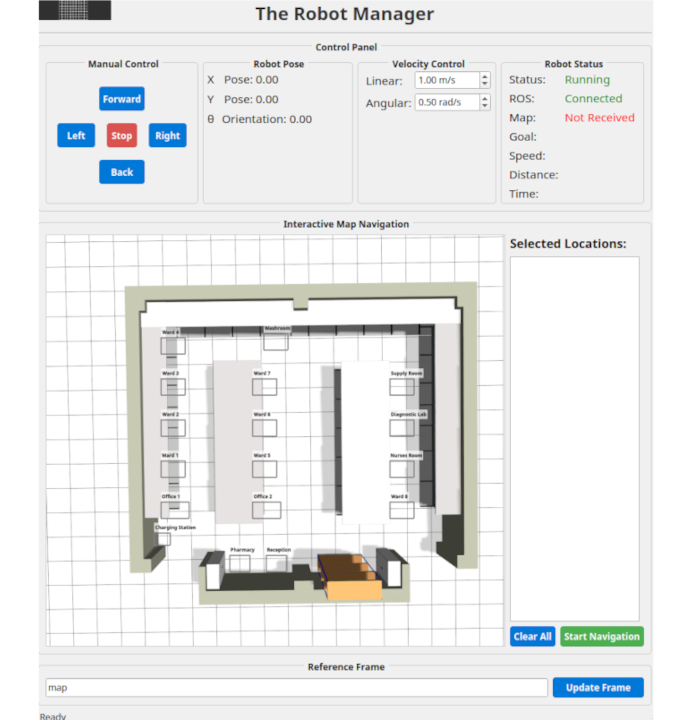 The Robot Manager
Control Panel
Manual Control
Forward
Left
Stop
Right
Back
Robot Pose
X Pose: 0.00
Y Pose: 0.00
θ Orientation: 0.00
Velocity Control
Linear: 1.00 m/s
Angular: 0.50 rad/s
Robot Status
Status: Running
ROS: Connected
Map: Not Received
Goal:
Speed:
Distance:
Time:
Interactive Map Navigation
Ward 4
Washroom
Ward 3
Ward 7
Supply Room
Ward 2
Ward 6
Diagnostic Lab
Ward 1
Ward 5
Nurses Room
Office 1
Office 2
Ward 8
Charging Station
Pharmacy
Reception
Selected Locations:
Clear All
Start Navigation
Reference Frame
map
Update Frame
Ready